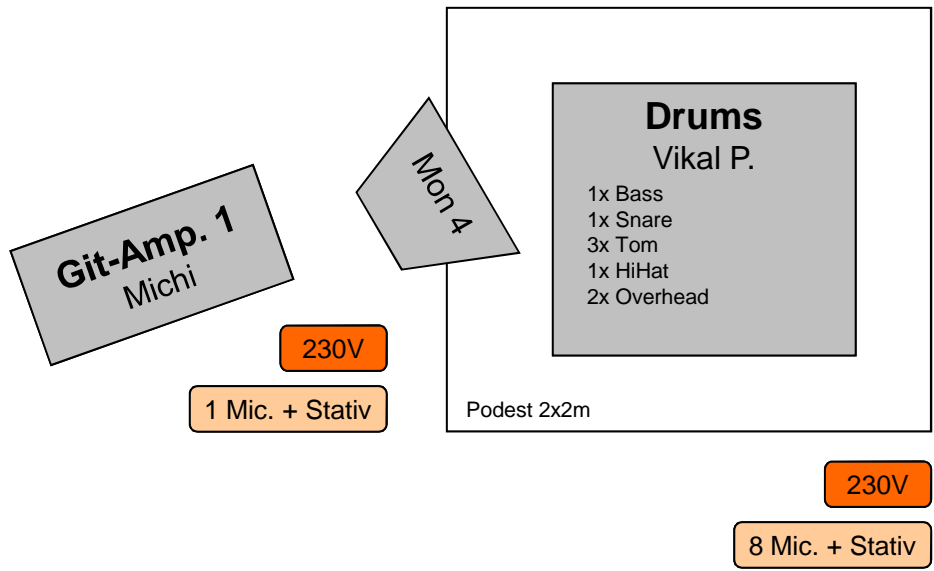 Git-Amp. 1
Michi
230V
1 Mic. + Stativ
Mon 4
Drums
Vikal P.
1x Bass
1x Snare
3x Tom
1x HiHat
2x Overhead
Podest 2x2m
230V
8 Mic. + Stativ